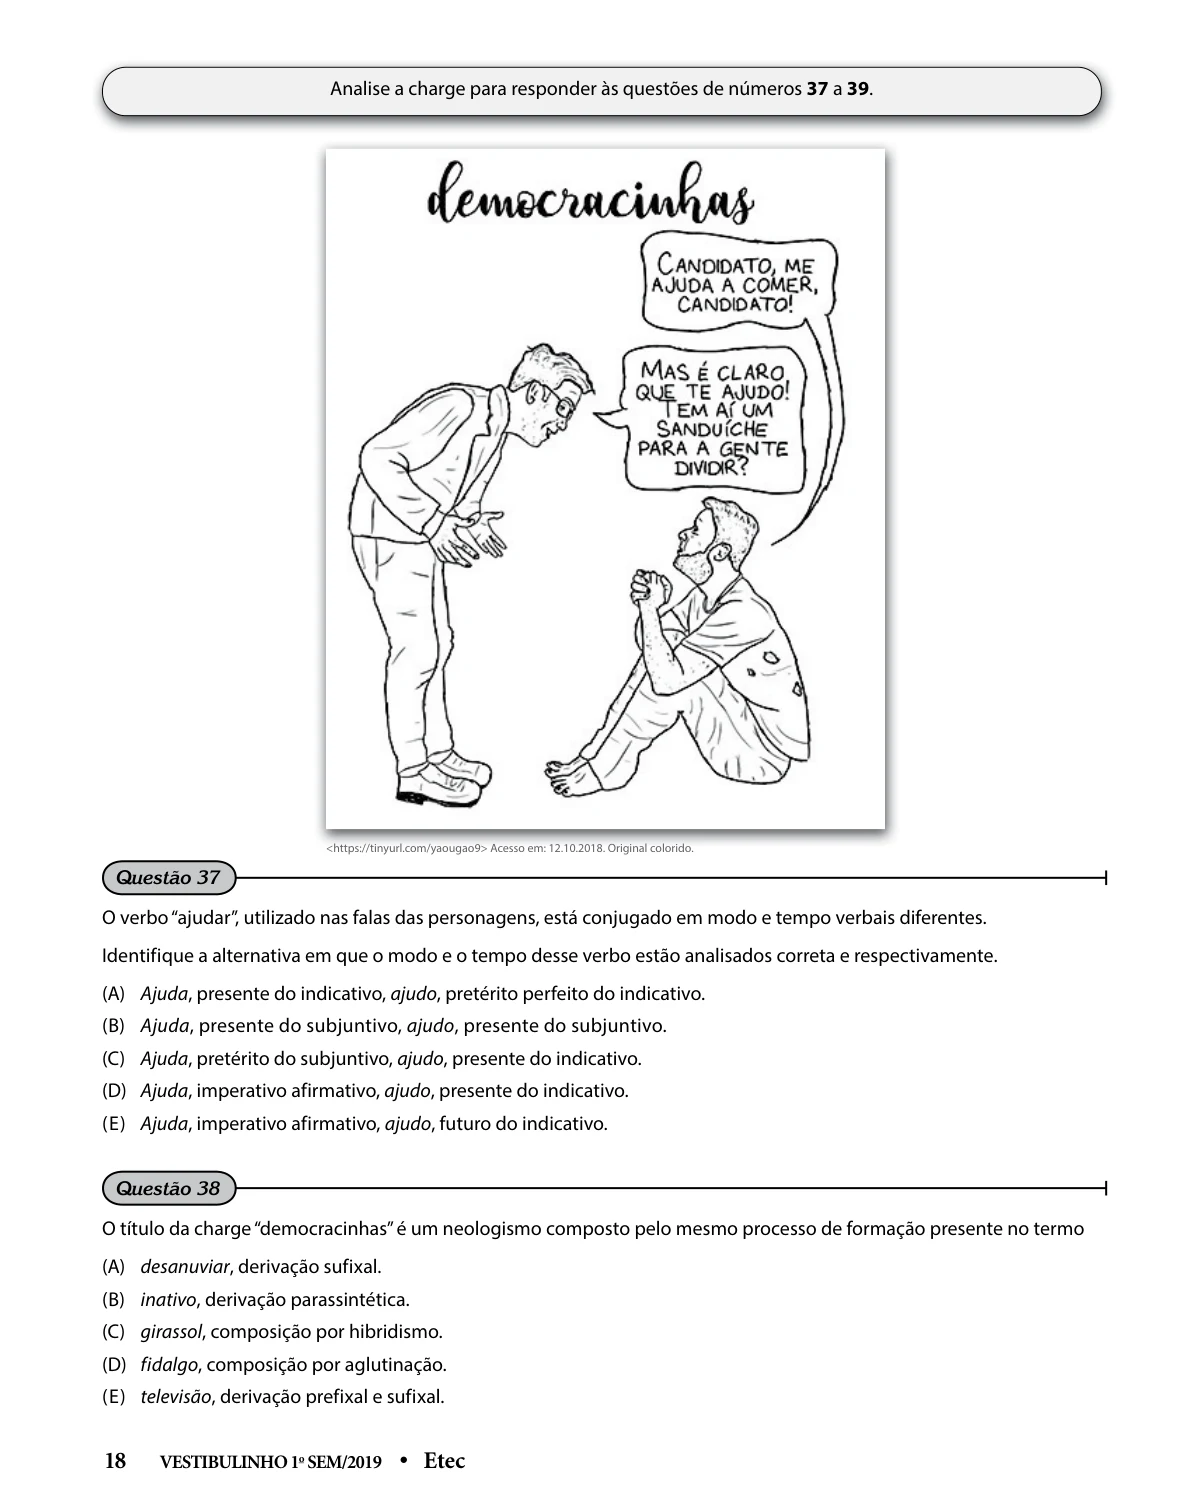 Analise a charge para responder às questões de números 37 a 39.
democracinhas
CANDIDATO, ME
AJUDA A COMER,
CANDIDATO!
MAS É CLARO
QUE TE AJUDO!
TEM AÍ UM
SANDUÍCHE
PARA A GENTE
DIVIDIR?
<https://tinyurl.com/yaougao9> Acesso em: 12.10.2018. Original colorido.
Questão 37
O verbo “ajudar”, utilizado nas falas das personagens, está conjugado em modo e tempo verbais diferentes.
Identifique a alternativa em que o modo e o tempo desse verbo estão analisados correta e respectivamente.
(A) Ajuda, presente do indicativo, ajudo, pretérito perfeito do indicativo.
(B) Ajuda, presente do subjuntivo, ajudo, presente do subjuntivo.
(C) Ajuda, pretérito do subjuntivo, ajudo, presente do indicativo.
(D) Ajuda, imperativo afirmativo, ajudo, presente do indicativo.
(E) Ajuda, imperativo afirmativo, ajudo, futuro do indicativo.
Questão 38
O título da charge “democracinhas” é um neologismo composto pelo mesmo processo de formação presente no termo
(A) desanuviar, derivação sufixal.
(B) inativo, derivação parassintética.
(C) girassol, composição por hibridismo.
(D) fidalgo, composição por aglutinação.
(E) televisão, derivação prefixal e sufixal.
18 VESTIBULINHO 1º SEM/2019 • Etec